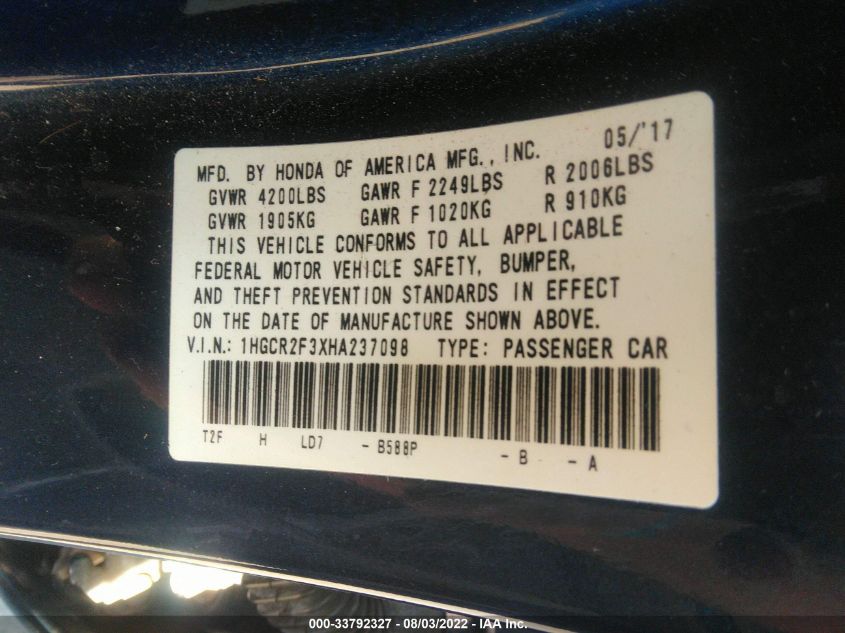 05/'17
MFD. BY HONDA OF AMERICA MFG., INC.
GVWR 4200LBS GAWR F 2249LBS R 2006LBS
GVWR 1905KG GAWR F 1020KG R 910KG
THIS VEHICLE CONFORMS TO ALL APPLICABLE
FEDERAL MOTOR VEHICLE SAFETY, BUMPER,
AND THEFT PREVENTION STANDARDS IN EFFECT
ON THE DATE OF MANUFACTURE SHOWN ABOVE.
V.I.N.: 1HGCR2F3XHA237098 TYPE: PASSENGER CAR
T2F H LD7 - B588P - B - A
000-33792327 - 08/03/2022 - IAA Inc.